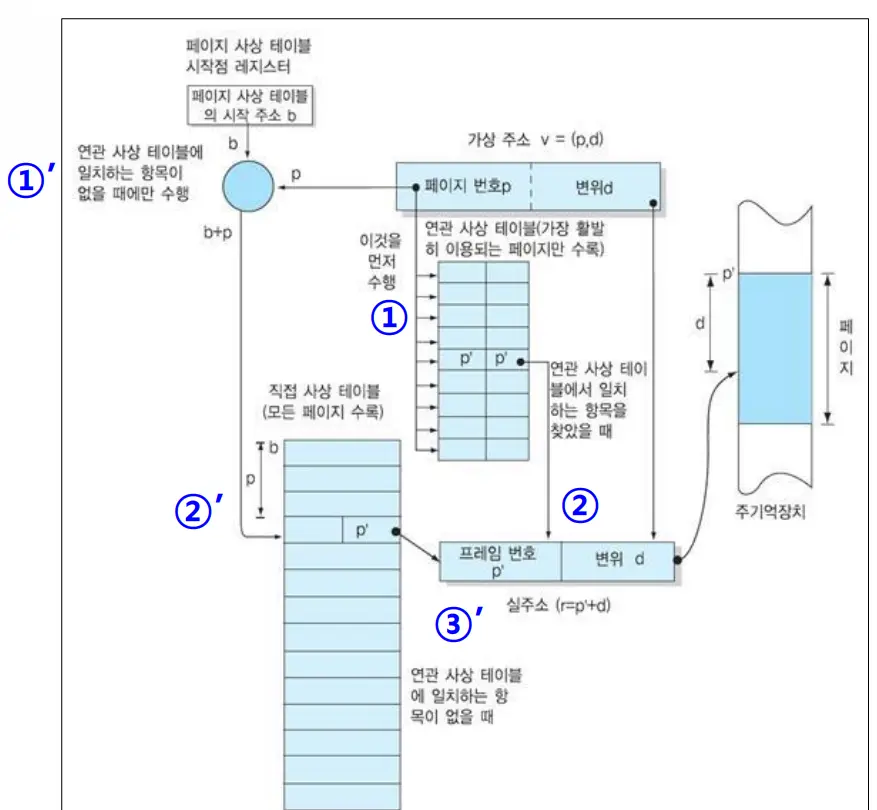 페이지 사상 테이블
시작점 레지스터
페이지 사상 테이블
의 시작 주소 b
b
연관 사상 테이블에
일치하는 항목이
없을 때에만 수행
①′
p
b+p
가상 주소 v = (p,d)
페이지 번호p
변위d
이것을
먼저
수행
연관 사상 테이블(가장 활발
히 이용되는 페이지만 수록)
①
p'
p'
연관 사상 테이
블에서 일치
하는 항목을
찾았을 때
p'
d
페
이
지
주기억장치
직접 사상 테이블
(모든 페이지 수록)
b
p
②′
p'
②
프레임 번호
p'
변위 d
실주소 (r=p'+d)
③′
연관 사상 테이블
에 일치하는 항
목이 없을 때